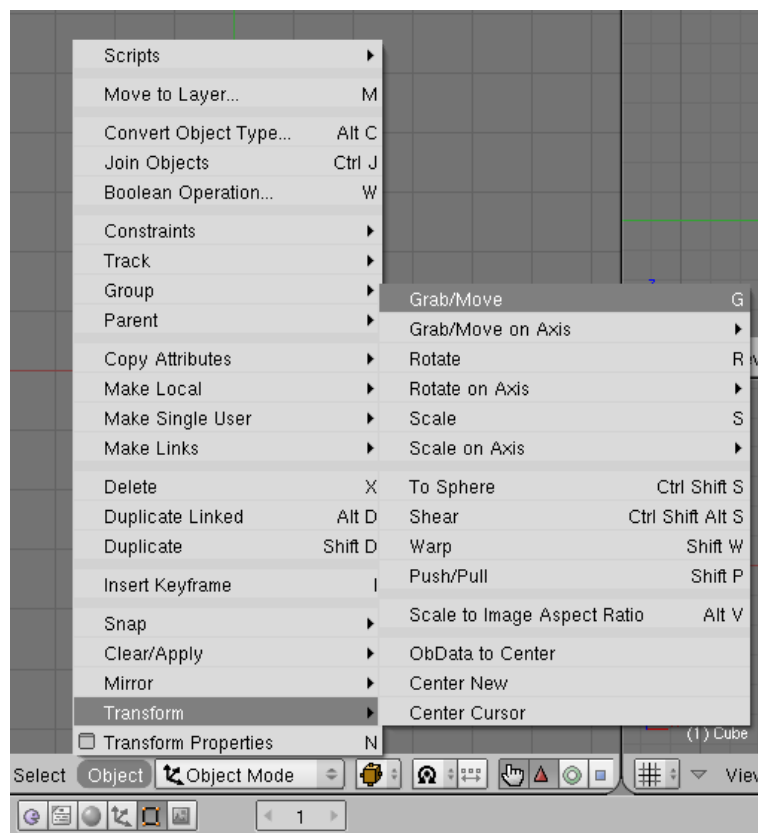 Scripts
Move to Layer... M
Convert Object Type... Alt C
Join Objects Ctrl J
Boolean Operation... W
Constraints
Track
Group
Parent
Copy Attributes
Make Local
Make Single User
Make Links
Delete X
Duplicate Linked Alt D
Duplicate Shift D
Insert Keyframe I
Snap
Clear/Apply
Mirror
Transform
Transform Properties N
Grab/Move G
Grab/Move on Axis
Rotate R
Rotate on Axis
Scale S
Scale on Axis
To Sphere Ctrl Shift S
Shear Ctrl Shift Alt S
Warp Shift W
Push/Pull Shift P
Scale to Image Aspect Ratio Alt V
ObData to Center
Center New
Center Cursor
(1) Cube
Select Object Object Mode View
1